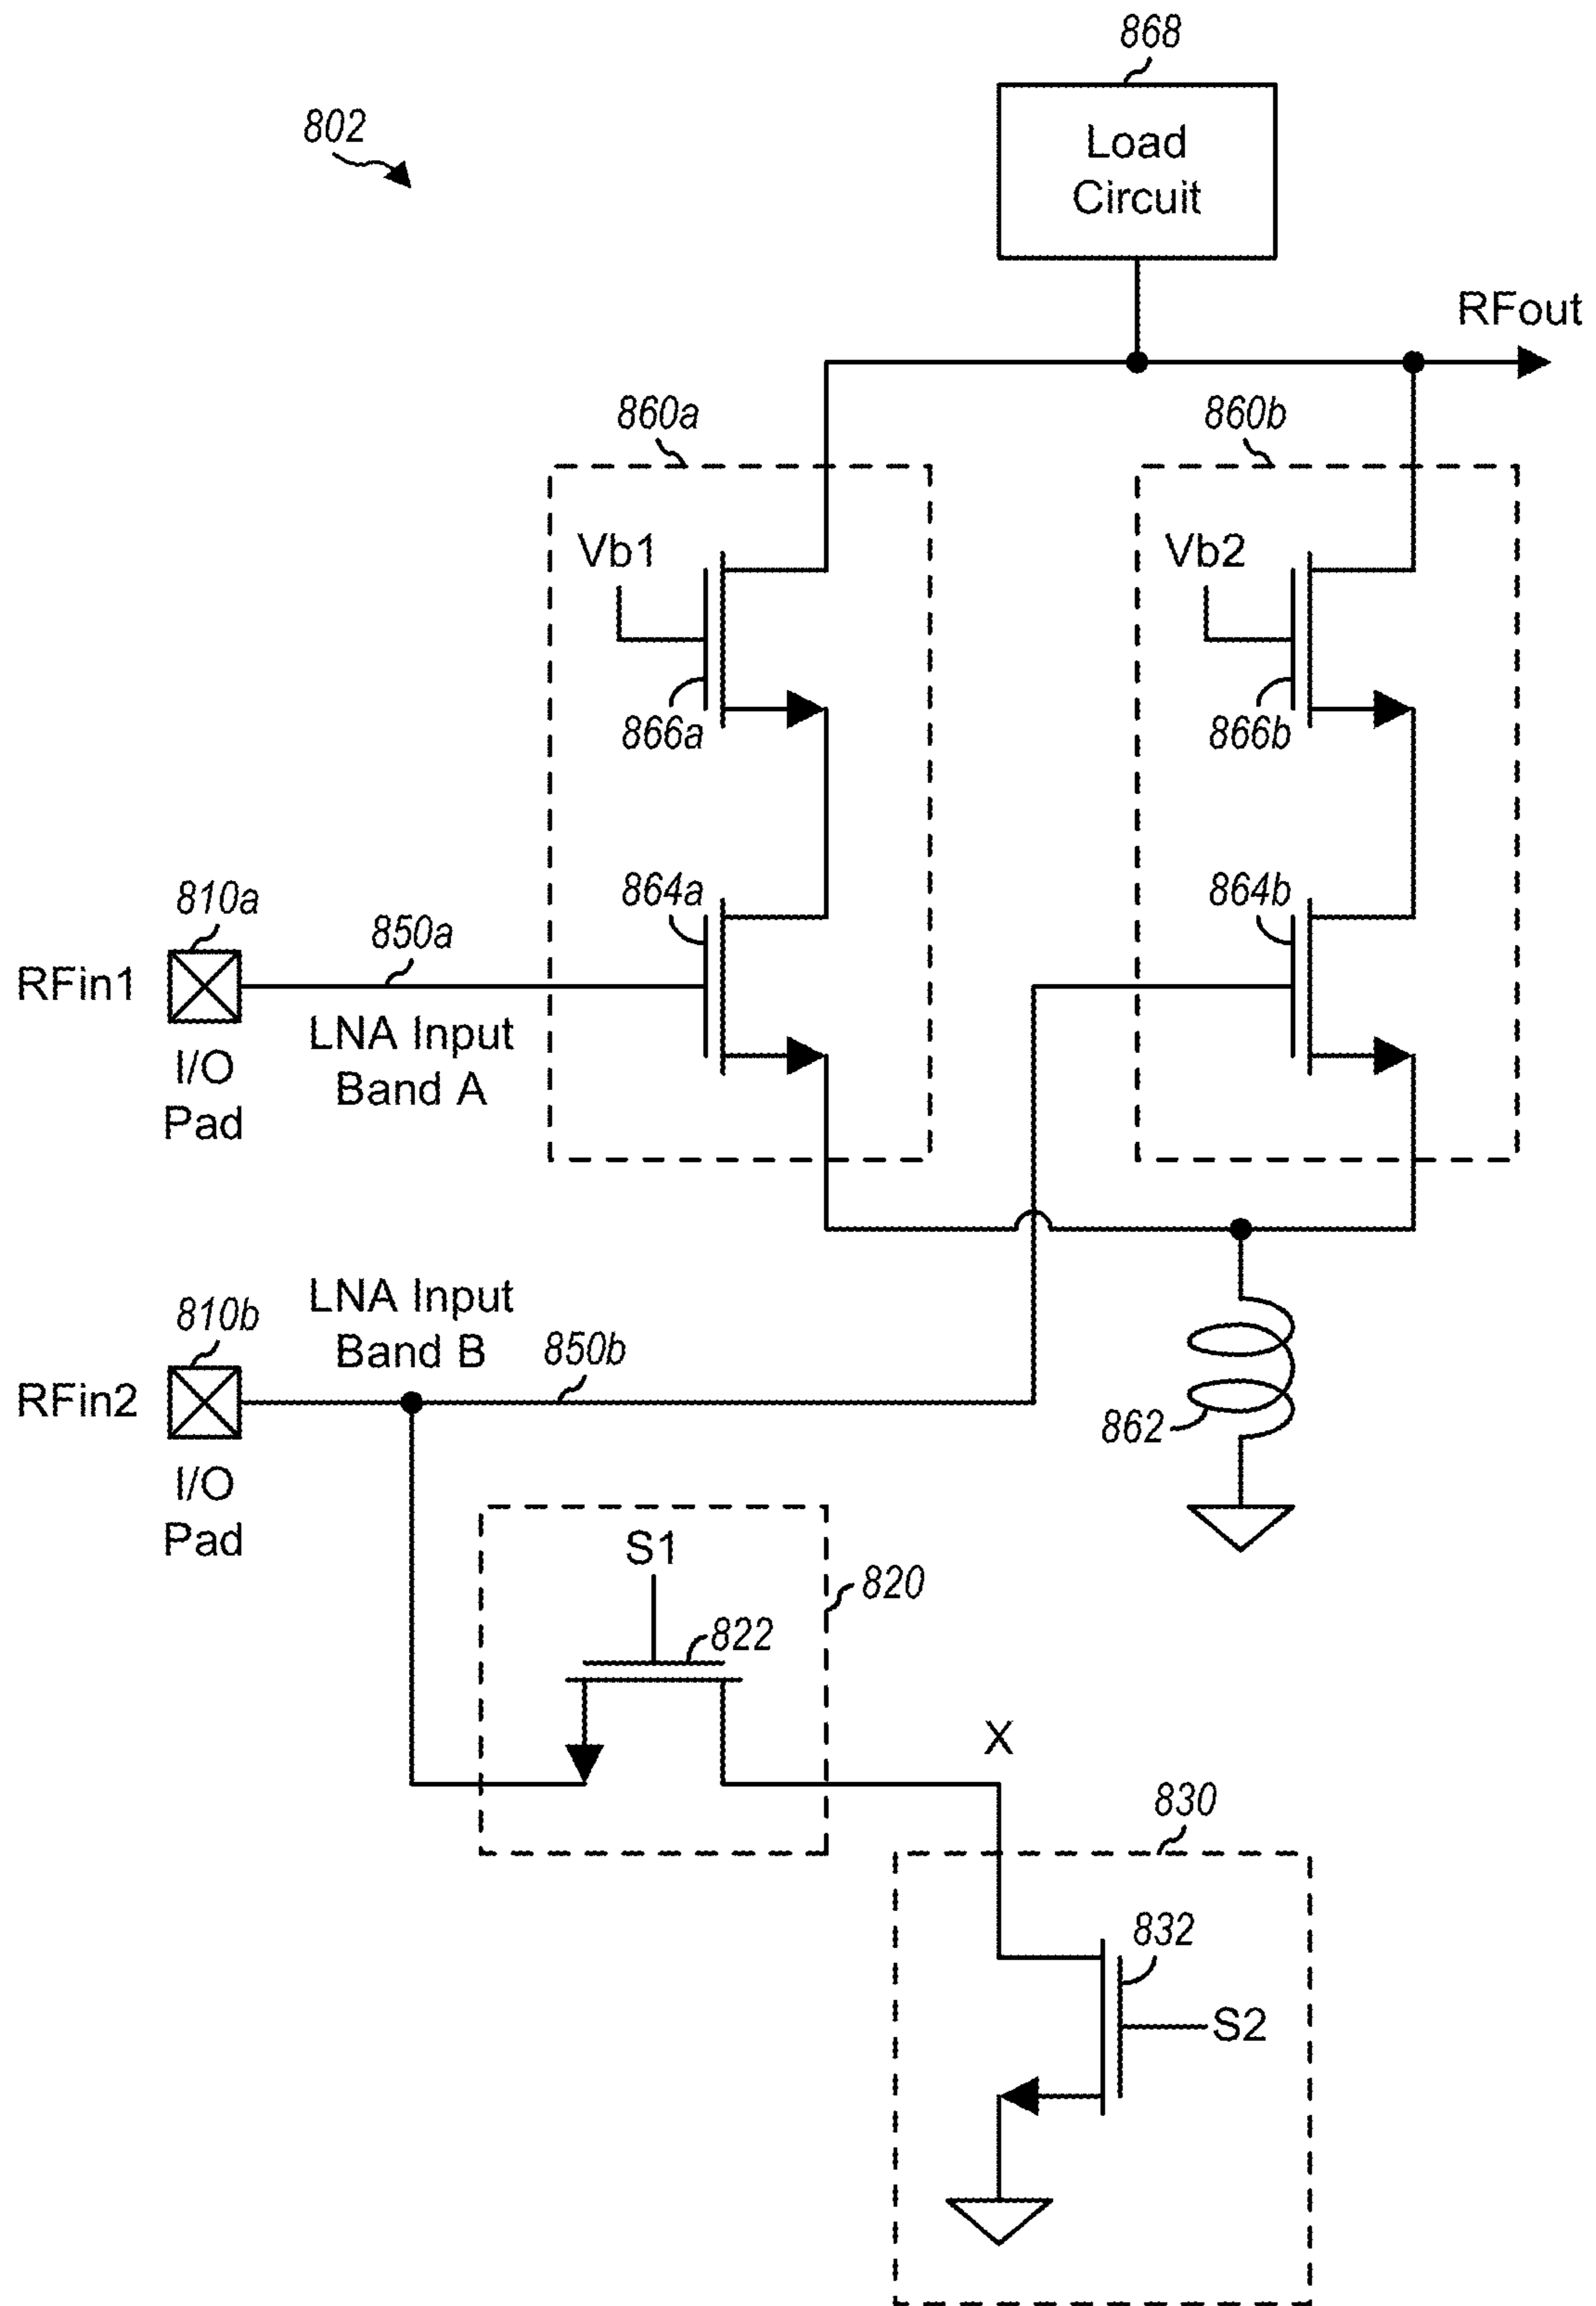 868
802
Load
Circuit
RFout
860a
860b
Vb1
Vb2
866a
866b
810a
850a
864a
864b
RFin1
LNA Input
Band A
I/O
Pad
LNA Input
Band B
810b
850b
RFin2
862
I/O
Pad
S1
820
822
X
830
832
S2